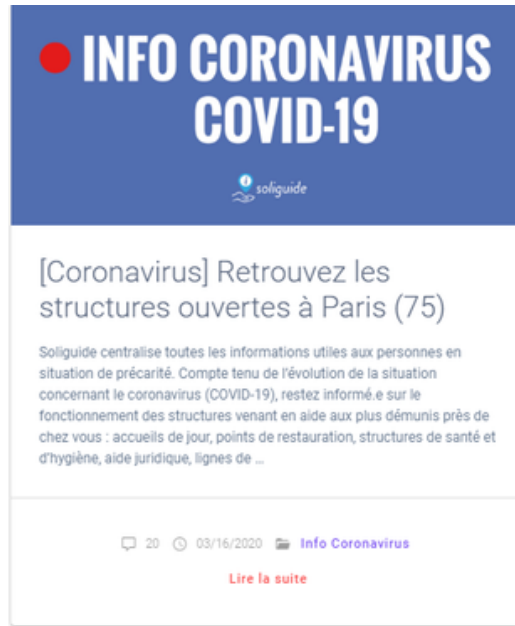 INFO CORONAVIRUS
COVID-19
soliguide
[Coronavirus] Retrouvez les
structures ouvertes à Paris (75)
Soliguide centralise toutes les informations utiles aux personnes en
situation de précarité. Compte tenu de l'évolution de la situation
concernant le coronavirus (COVID-19), restez informé.e sur le
fonctionnement des structures venant en aide aux plus démunis près de
chez vous : accueils de jour, points de restauration, structures de santé et
d'hygiène, aide juridique, lignes de ...
20 03/16/2020 Info Coronavirus
Lire la suite